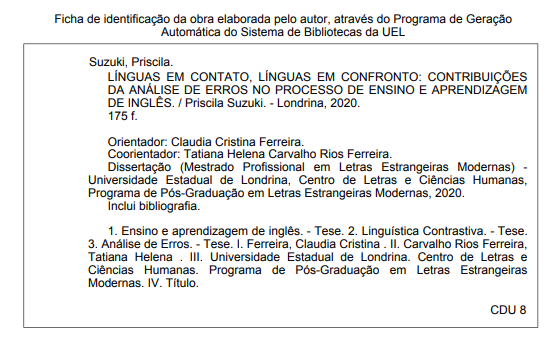 Ficha de identificação da obra elaborada pelo autor, através do Programa de Geração
Automática do Sistema de Bibliotecas da UEL
Suzuki, Priscila.
LÍNGUAS EM CONTATO, LÍNGUAS EM CONFRONTO: CONTRIBUIÇÕES
DA ANÁLISE DE ERROS NO PROCESSO DE ENSINO E APRENDIZAGEM
DE INGLÊS. / Priscila Suzuki. - Londrina, 2020.
175 f.
Orientador: Claudia Cristina Ferreira.
Coorientador: Tatiana Helena Carvalho Rios Ferreira.
Dissertação (Mestrado Profissional em Letras Estrangeiras Modernas) -
Universidade Estadual de Londrina, Centro de Letras e Ciências Humanas,
Programa de Pós-Graduação em Letras Estrangeiras Modernas, 2020.
Inclui bibliografia.
1. Ensino e aprendizagem de inglês. - Tese. 2. Linguística Contrastiva. - Tese.
3. Análise de Erros. - Tese. I. Ferreira, Claudia Cristina . II. Carvalho Rios Ferreira,
Tatiana Helena . III. Universidade Estadual de Londrina. Centro de Letras e
Ciências Humanas. Programa de Pós-Graduação em Letras Estrangeiras
Modernas. IV. Título.
CDU 8